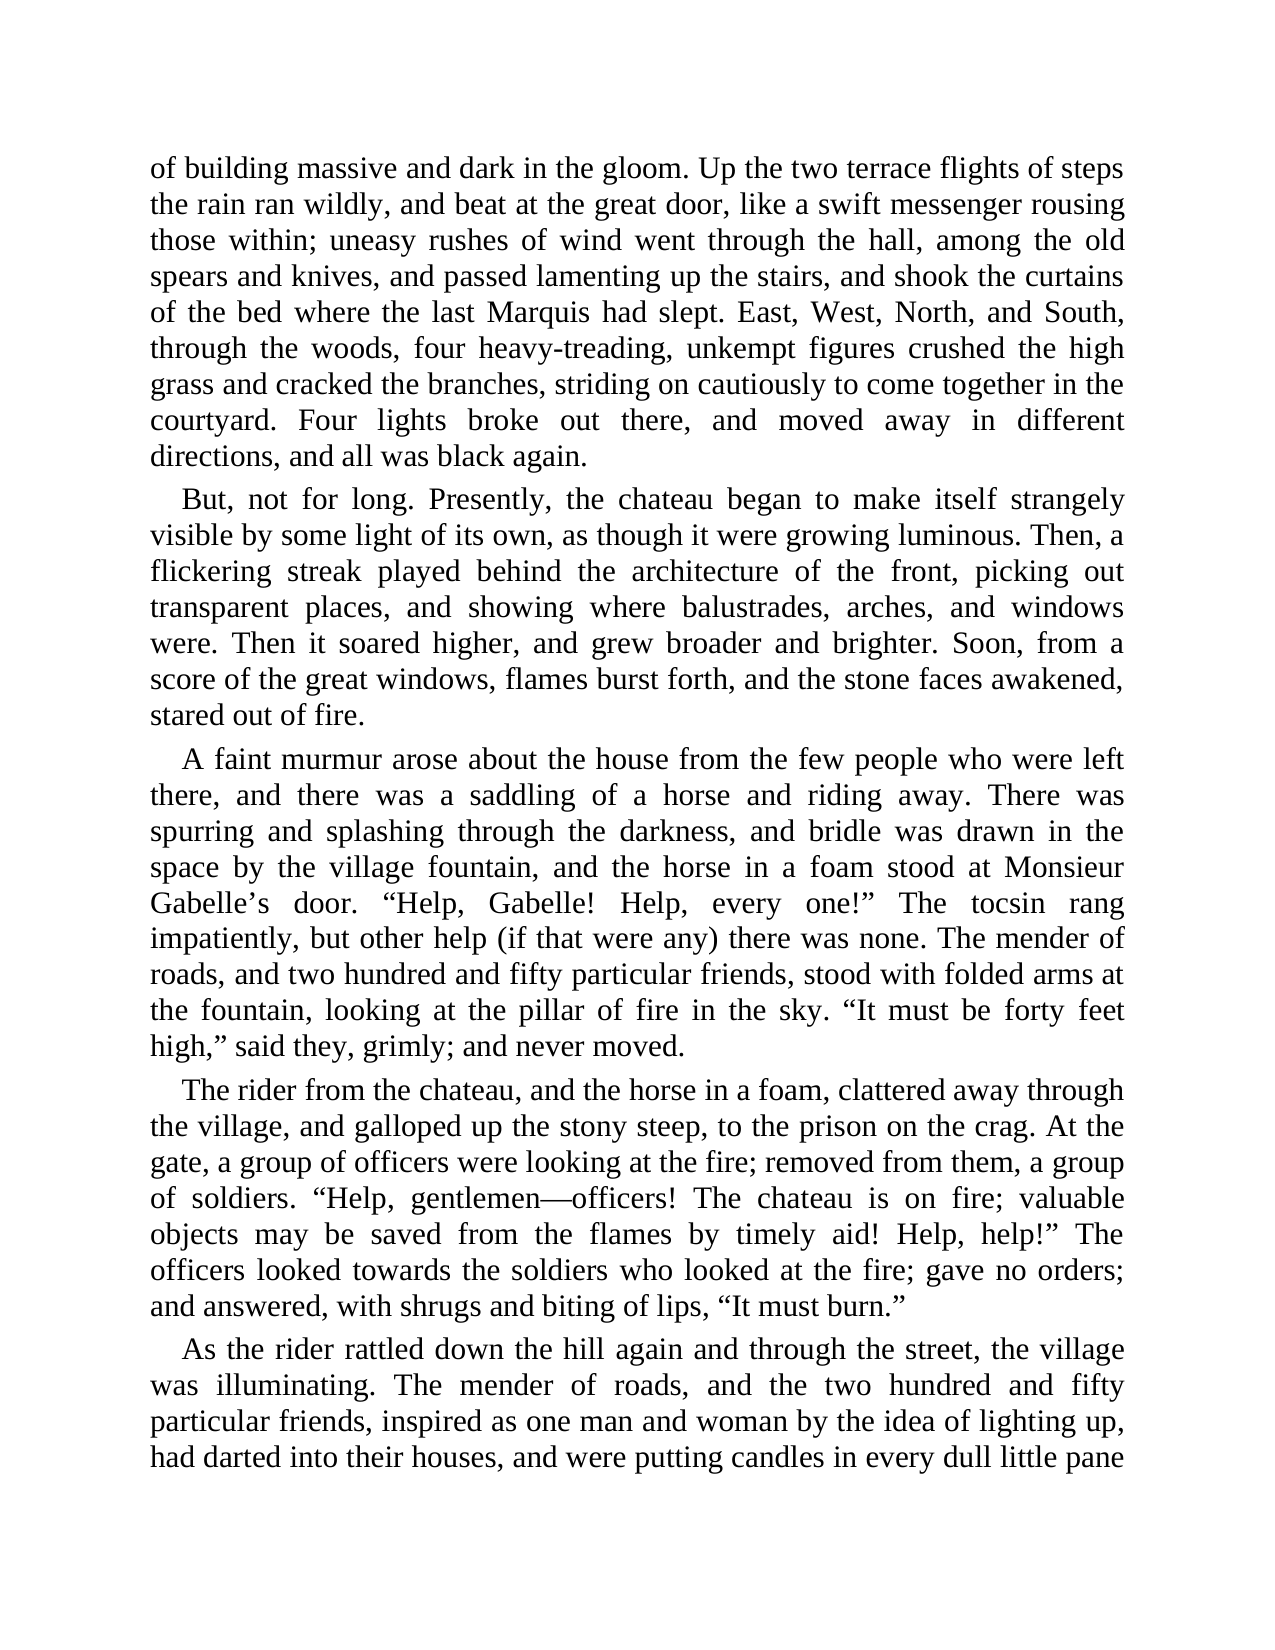 of building massive and dark in the gloom. Up the two terrace flights of steps
the rain ran wildly, and beat at the great door, like a swift messenger rousing
those within; uneasy rushes of wind went through the hall, among the old
spears and knives, and passed lamenting up the stairs, and shook the curtains
of the bed where the last Marquis had slept. East, West, North, and South,
through the woods, four heavy-treading, unkempt figures crushed the high
grass and cracked the branches, striding on cautiously to come together in the
courtyard. Four lights broke out there, and moved away in different
directions, and all was black again.
But, not for long. Presently, the chateau began to make itself strangely
visible by some light of its own, as though it were growing luminous. Then, a
flickering streak played behind the architecture of the front, picking out
transparent places, and showing where balustrades, arches, and windows
were. Then it soared higher, and grew broader and brighter. Soon, from a
score of the great windows, flames burst forth, and the stone faces awakened,
stared out of fire.
A faint murmur arose about the house from the few people who were left
there, and there was a saddling of a horse and riding away. There was
spurring and splashing through the darkness, and bridle was drawn in the
space by the village fountain, and the horse in a foam stood at Monsieur
Gabelle’s door. “Help, Gabelle! Help, every one!” The tocsin rang
impatiently, but other help (if that were any) there was none. The mender of
roads, and two hundred and fifty particular friends, stood with folded arms at
the fountain, looking at the pillar of fire in the sky. “It must be forty feet
high,” said they, grimly; and never moved.
The rider from the chateau, and the horse in a foam, clattered away through
the village, and galloped up the stony steep, to the prison on the crag. At the
gate, a group of officers were looking at the fire; removed from them, a group
of soldiers. “Help, gentlemen—officers! The chateau is on fire; valuable
objects may be saved from the flames by timely aid! Help, help!” The
officers looked towards the soldiers who looked at the fire; gave no orders;
and answered, with shrugs and biting of lips, “It must burn.”
As the rider rattled down the hill again and through the street, the village
was illuminating. The mender of roads, and the two hundred and fifty
particular friends, inspired as one man and woman by the idea of lighting up,
had darted into their houses, and were putting candles in every dull little pane